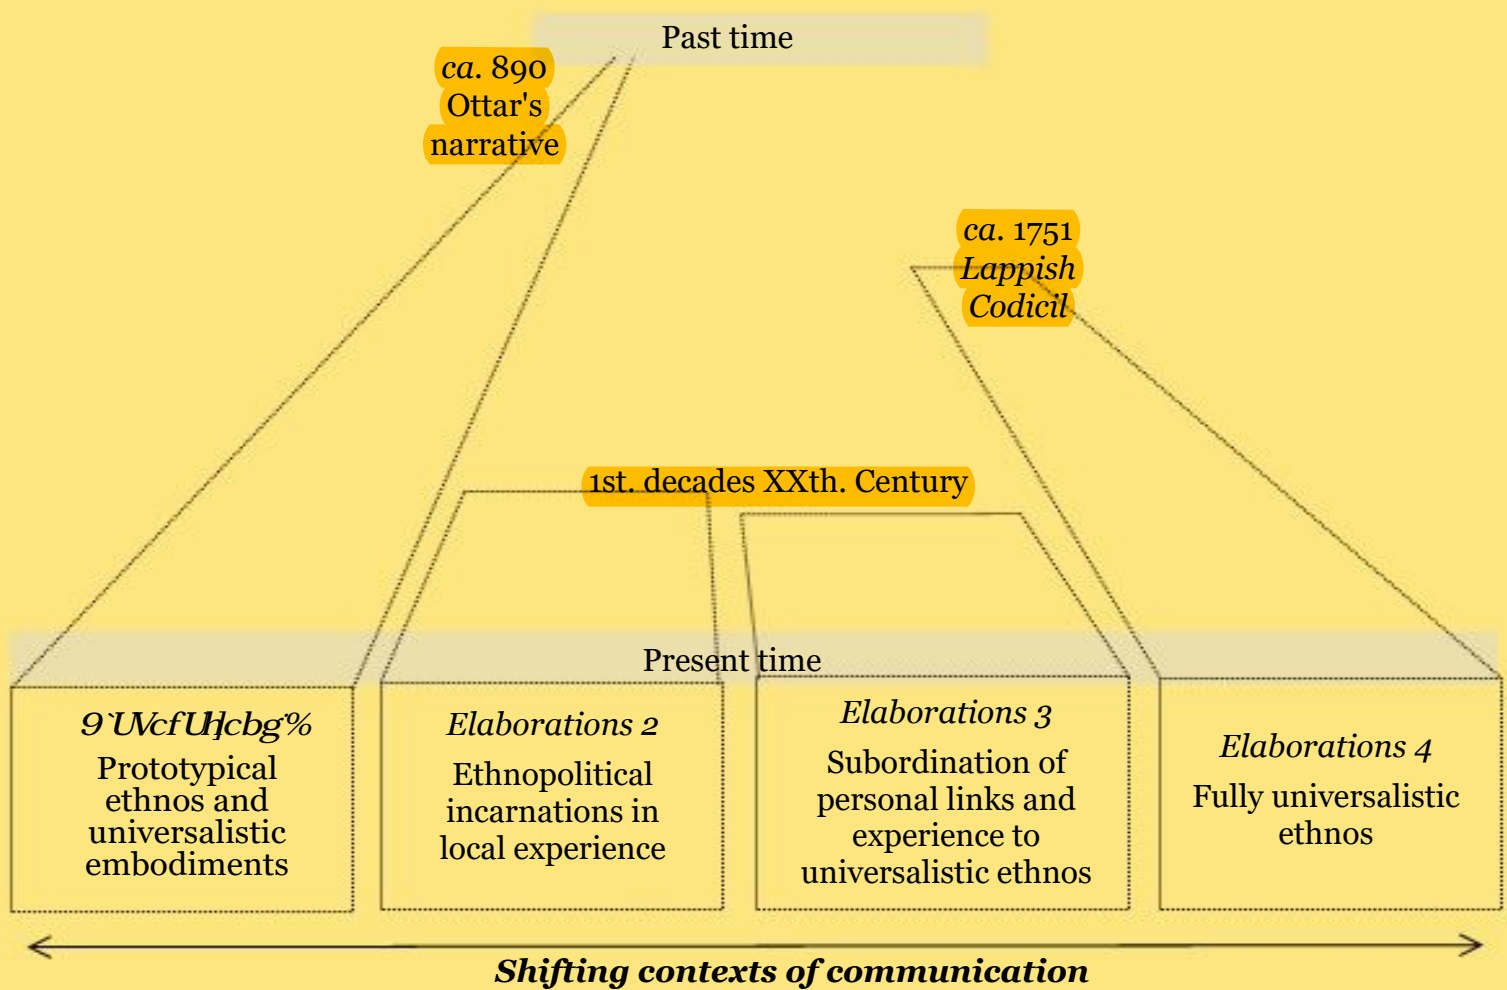 Past time
ca. 890
Ottar's
narrative
ca. 1751
Lappish
Codicil
1st. decades XXth. Century
Present time
9`UVcfUhjcbg%
Prototypical
ethnos and
universalistic
embodiments
Elaborations 2
Ethnopolitical
incarnations in
local experience
Elaborations 3
Subordination of
personal links and
experience to
universalistic ethnos
Elaborations 4
Fully universalistic
ethnos
Shifting contexts of communication